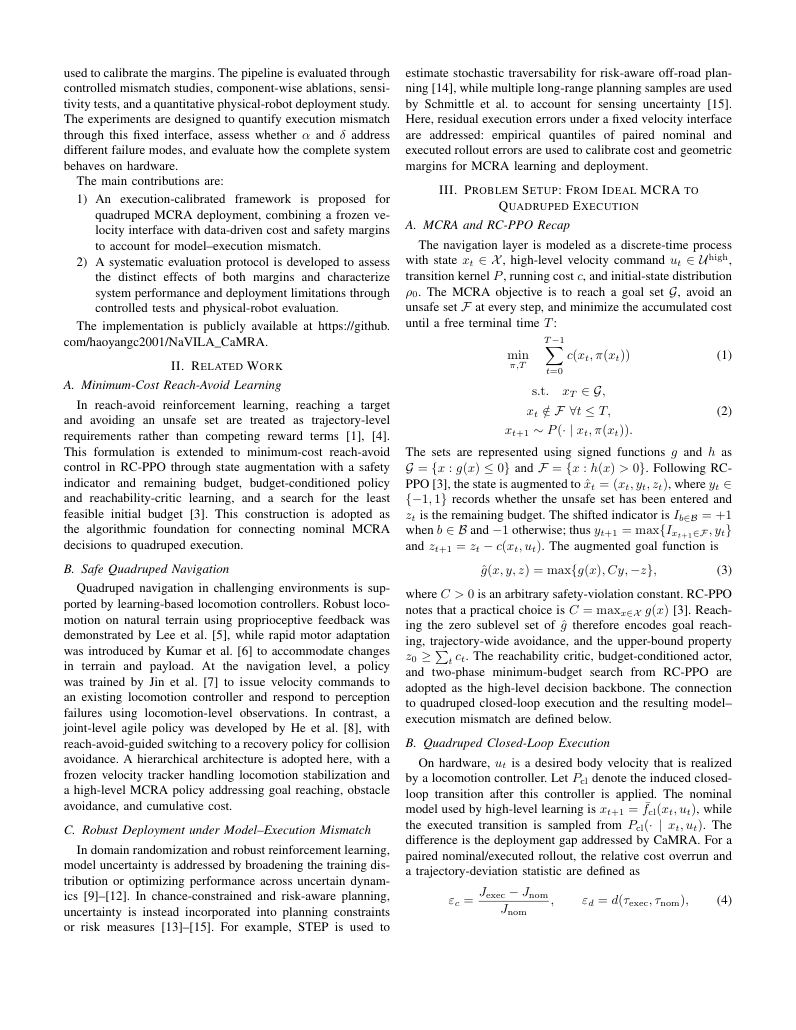 used to calibrate the margins. The pipeline is evaluated through
controlled mismatch studies, component-wise ablations, sensi-
tivity tests, and a quantitative physical-robot deployment study.
The experiments are designed to quantify execution mismatch
through this fixed interface, assess whether α and δ address
different failure modes, and evaluate how the complete system
behaves on hardware.
The main contributions are:
1) An execution-calibrated framework is proposed for
quadruped MCRA deployment, combining a frozen ve-
locity interface with data-driven cost and safety margins
to account for model–execution mismatch.
2) A systematic evaluation protocol is developed to assess
the distinct effects of both margins and characterize
system performance and deployment limitations through
controlled tests and physical-robot evaluation.
The implementation is publicly available at https://github.
com/haoyangc2001/NaVILA_CaMRA.
II. RELATED WORK
A. Minimum-Cost Reach-Avoid Learning
In reach-avoid reinforcement learning, reaching a target
and avoiding an unsafe set are treated as trajectory-level
requirements rather than competing reward terms [1], [4].
This formulation is extended to minimum-cost reach-avoid
control in RC-PPO through state augmentation with a safety
indicator and remaining budget, budget-conditioned policy
and reachability-critic learning, and a search for the least
feasible initial budget [3]. This construction is adopted as
the algorithmic foundation for connecting nominal MCRA
decisions to quadruped execution.
B. Safe Quadruped Navigation
Quadruped navigation in challenging environments is sup-
ported by learning-based locomotion controllers. Robust loco-
motion on natural terrain using proprioceptive feedback was
demonstrated by Lee et al. [5], while rapid motor adaptation
was introduced by Kumar et al. [6] to accommodate changes
in terrain and payload. At the navigation level, a policy
was trained by Jin et al. [7] to issue velocity commands to
an existing locomotion controller and respond to perception
failures using locomotion-level observations. In contrast, a
joint-level agile policy was developed by He et al. [8], with
reach-avoid-guided switching to a recovery policy for collision
avoidance. A hierarchical architecture is adopted here, with a
frozen velocity tracker handling locomotion stabilization and
a high-level MCRA policy addressing goal reaching, obstacle
avoidance, and cumulative cost.
C. Robust Deployment under Model–Execution Mismatch
In domain randomization and robust reinforcement learning,
model uncertainty is addressed by broadening the training dis-
tribution or optimizing performance across uncertain dynam-
ics [9]–[12]. In chance-constrained and risk-aware planning,
uncertainty is instead incorporated into planning constraints
or risk measures [13]–[15]. For example, STEP is used to
estimate stochastic traversability for risk-aware off-road plan-
ning [14], while multiple long-range planning samples are used
by Schmittle et al. to account for sensing uncertainty [15].
Here, residual execution errors under a fixed velocity interface
are addressed: empirical quantiles of paired nominal and
executed rollout errors are used to calibrate cost and geometric
margins for MCRA learning and deployment.
III. PROBLEM SETUP: FROM IDEAL MCRA TO
QUADRUPED EXECUTION
A. MCRA and RC-PPO Recap
The navigation layer is modeled as a discrete-time process
with state x_t ∈ 𝒳, high-level velocity command u_t ∈ 𝒰^high,
transition kernel P, running cost c, and initial-state distribution
ρ_0. The MCRA objective is to reach a goal set 𝒢, avoid an
unsafe set ℱ at every step, and minimize the accumulated cost
until a free terminal time T:
min_{π,T} ∑_{t=0}^{T−1} c(x_t, π(x_t)) (1)
s.t. x_T ∈ 𝒢,
x_t ∉ ℱ ∀t ≤ T, (2)
x_{t+1} ∼ P(· | x_t, π(x_t)).
The sets are represented using signed functions g and h as
𝒢 = {x : g(x) ≤ 0} and ℱ = {x : h(x) > 0}. Following RC-
PPO [3], the state is augmented to x̂_t = (x_t, y_t, z_t), where y_t ∈
{−1, 1} records whether the unsafe set has been entered and
z_t is the remaining budget. The shifted indicator is I_{b∈ℬ} = +1
when b ∈ ℬ and −1 otherwise; thus y_{t+1} = max{I_{x_{t+1}∈ℱ}, y_t}
and z_{t+1} = z_t − c(x_t, u_t). The augmented goal function is
ĝ(x, y, z) = max{g(x), Cy, −z}, (3)
where C > 0 is an arbitrary safety-violation constant. RC-PPO
notes that a practical choice is C = max_{x∈𝒳} g(x) [3]. Reach-
ing the zero sublevel set of ĝ therefore encodes goal reach-
ing, trajectory-wide avoidance, and the upper-bound property
z_0 ≥ ∑_t c_t. The reachability critic, budget-conditioned actor,
and two-phase minimum-budget search from RC-PPO are
adopted as the high-level decision backbone. The connection
to quadruped closed-loop execution and the resulting model–
execution mismatch are defined below.
B. Quadruped Closed-Loop Execution
On hardware, u_t is a desired body velocity that is realized
by a locomotion controller. Let P_cl denote the induced closed-
loop transition after this controller is applied. The nominal
model used by high-level learning is x_{t+1} = f̄_cl(x_t, u_t), while
the executed transition is sampled from P_cl(· | x_t, u_t). The
difference is the deployment gap addressed by CaMRA. For a
paired nominal/executed rollout, the relative cost overrun and
a trajectory-deviation statistic are defined as
ε_c = (J_exec − J_nom) / J_nom, ε_d = d(τ_exec, τ_nom), (4)